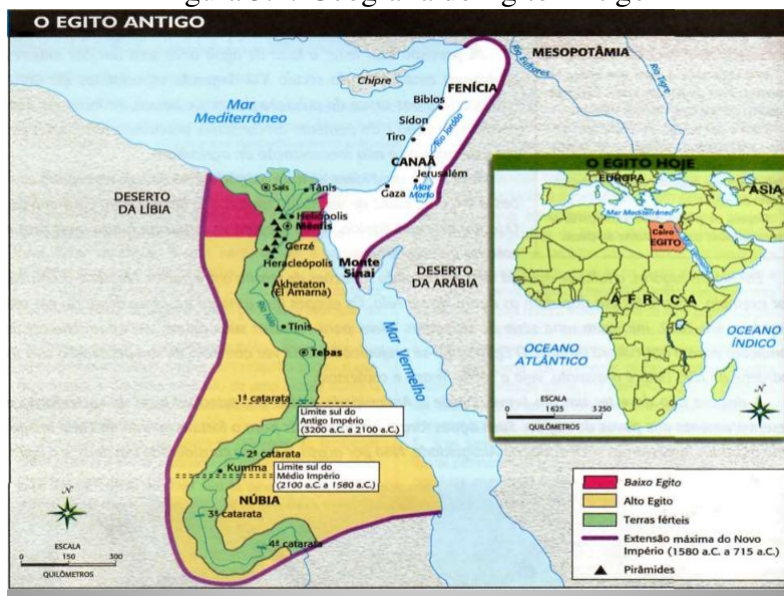 O EGITO ANTIGO
MESOPOTÂMIA
Rio Eufrates
Rio Tigre
Chipre
FENÍCIA
Mar
Mediterrâneo
Biblos
Sídon
Tiro
Rio Jordão
CANAÃ
Jerusalém
Gaza
Mar
Morto
DESERTO
DA LÍBIA
Sais
Tânis
Heliópolis
Mênfis
Gerzé
Heracleópolis
Monte
Sinai
DESERTO
DA ARÁBIA
Akhetaton
(El Amarna)
Rio Nilo
Tínis
Tebas
Mar Vermelho
1ª catarata
Limite sul do
Antigo Império
(3200 a.C. a 2100 a.C.)
2ª catarata
Kumma
Limite sul do
Médio Império
(2100 a.C. a 1580 a.C.)
NÚBIA
3ª catarata
4ª catarata
N
ESCALA
0 150 300
QUILÔMETROS
O EGITO HOJE
EUROPA
ÁSIA
Mar Mediterrâneo
Cairo
EGITO
Mar Vermelho
ÁFRICA
OCEANO
ATLÂNTICO
OCEANO
ÍNDICO
ESCALA
0 1 625 3 250
QUILÔMETROS
N
Baixo Egito
Alto Egito
Terras férteis
Extensão máxima do Novo
Império (1580 a.C. a 715 a.C.)
Pirâmides